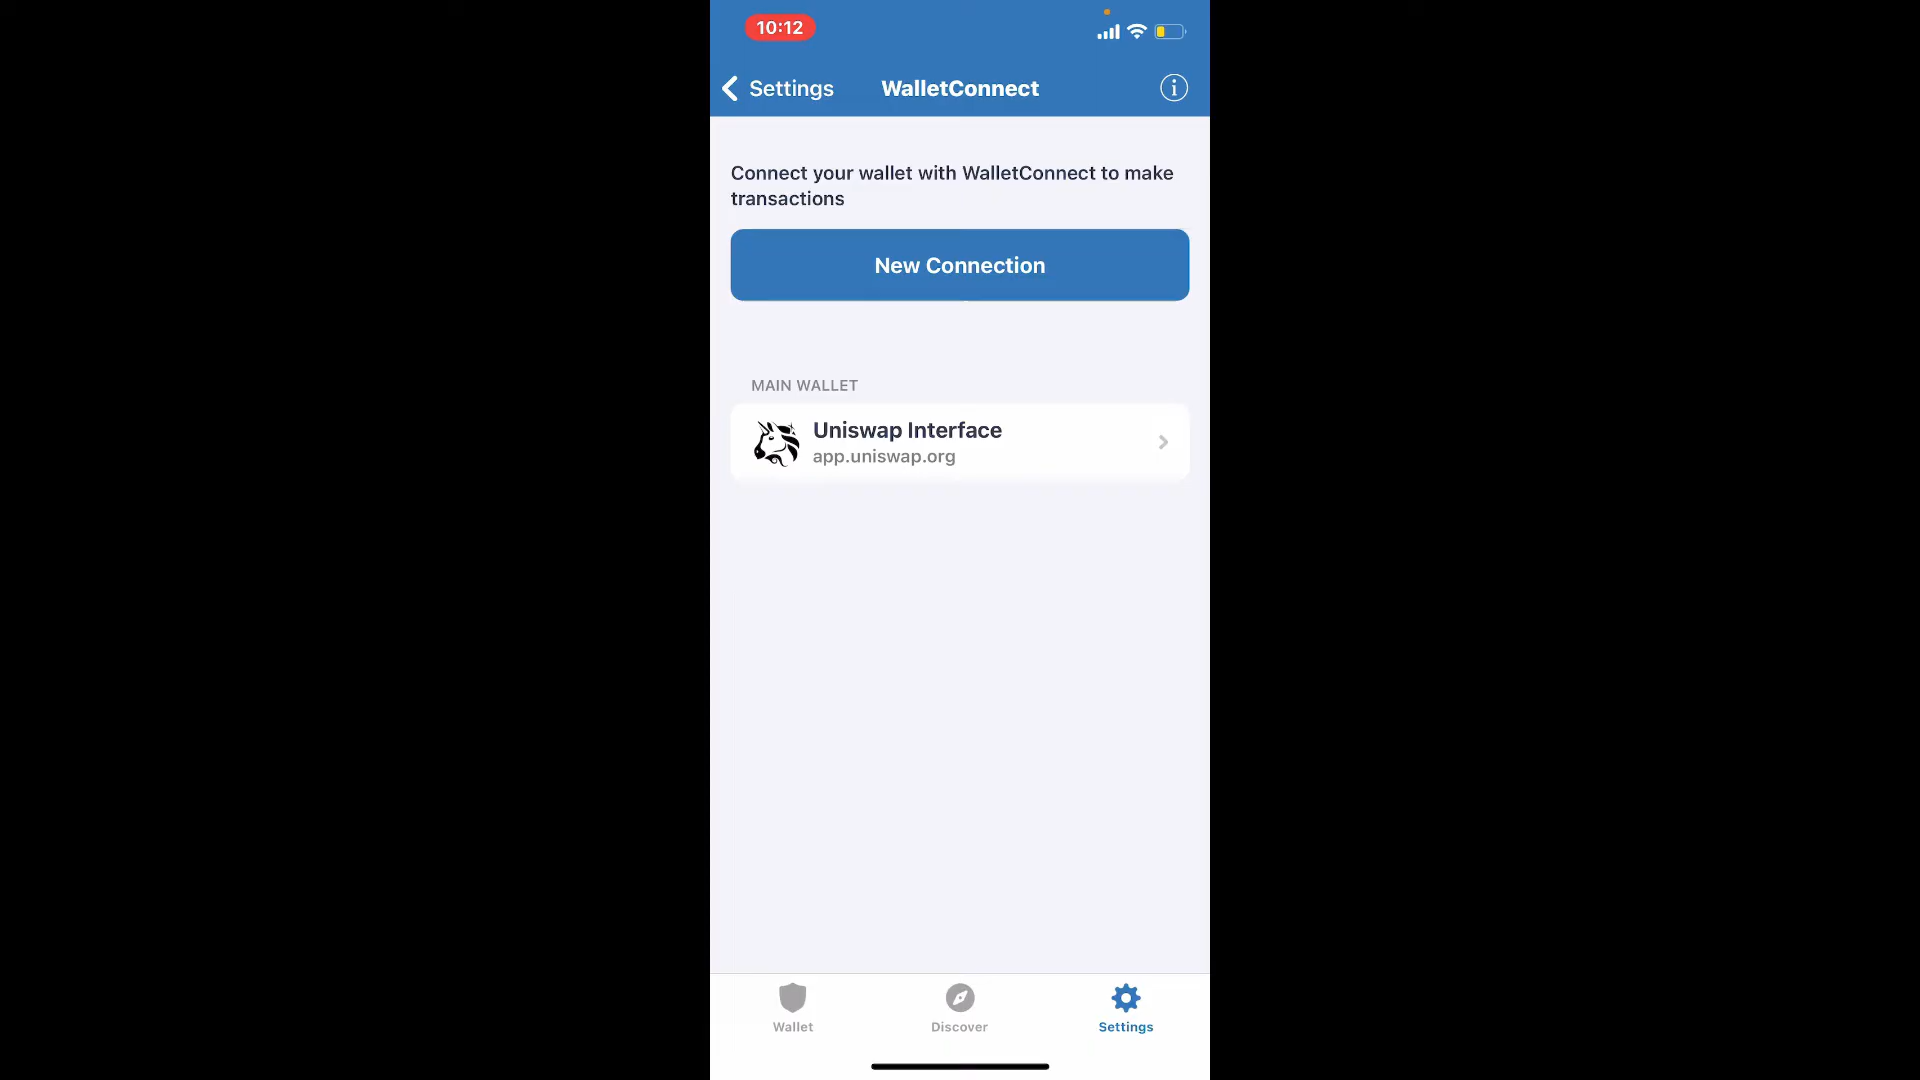 10:12
Settings
WalletConnect
Connect your wallet with WalletConnect to make
transactions
New Connection
MAIN WALLET
Uniswap Interface
app.uniswap.org
Wallet
Discover
Settings